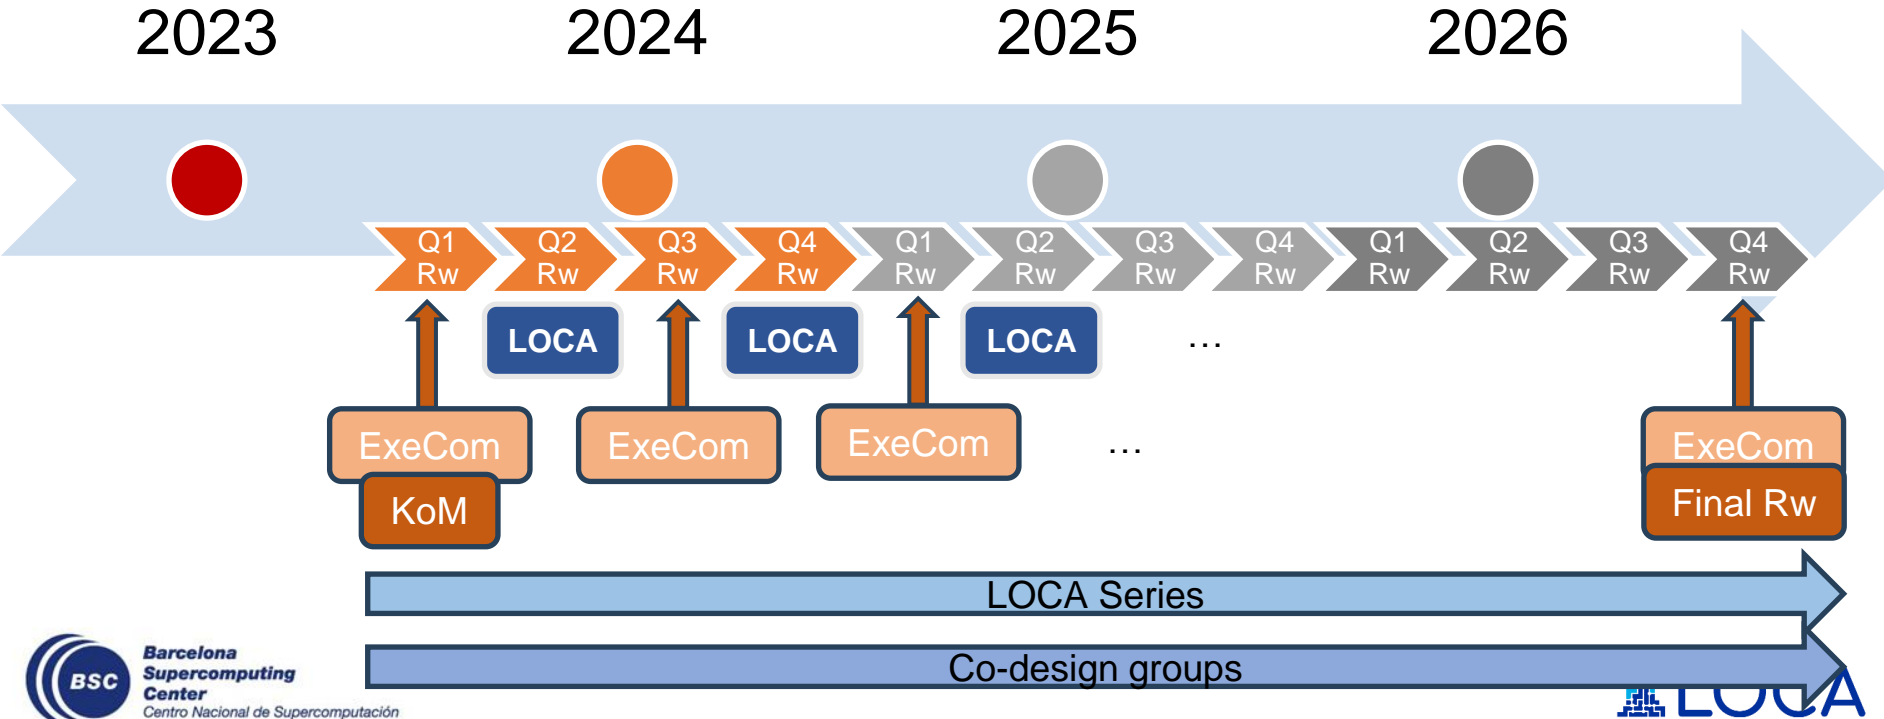 2023 2024 2025 2026
Q1 Q2 Q3 Q4 Q1 Q2 Q3 Q4 Q1 Q2 Q3 Q4
Rw Rw Rw Rw Rw Rw Rw Rw Rw Rw Rw Rw
LOCA LOCA LOCA ...
ExeCom ExeCom ExeCom ... ExeCom
KoM Final Rw
LOCA Series
Co-design groups
BSC
Barcelona
Supercomputing
Center
Centro Nacional de Supercomputación
LOCA